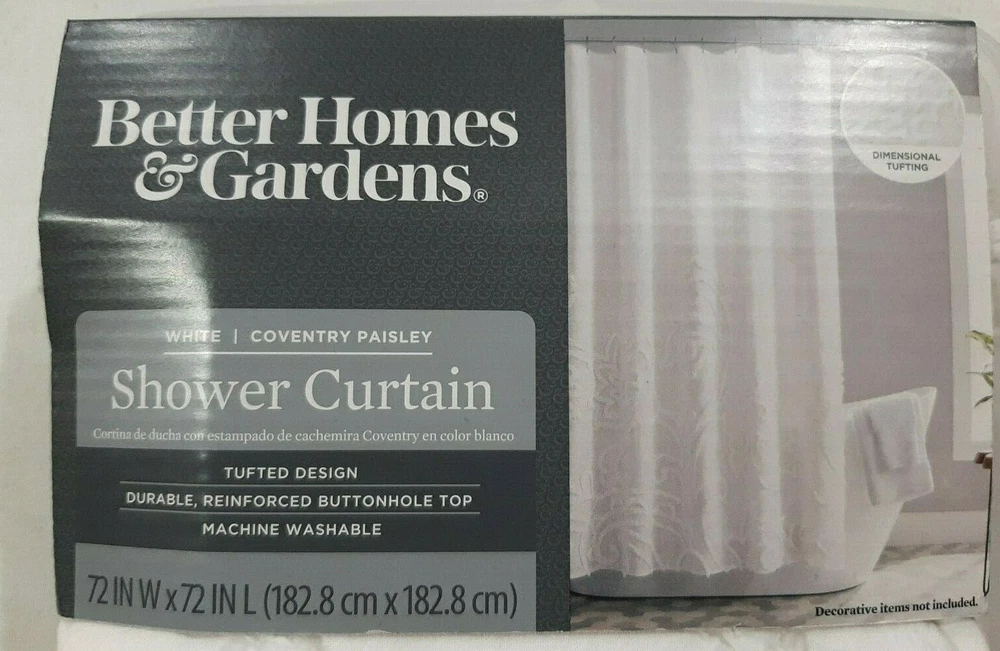 Better Homes
& Gardens®
WHITE | COVENTRY PAISLEY
Shower Curtain
Cortina de ducha con estampado de cachemira Coventry en color blanco
TUFTED DESIGN
DURABLE, REINFORCED BUTTONHOLE TOP
MACHINE WASHABLE
72 IN W x 72 IN L (182.8 cm x 182.8 cm)
DIMENSIONAL
TUFTING
Decorative items not included.